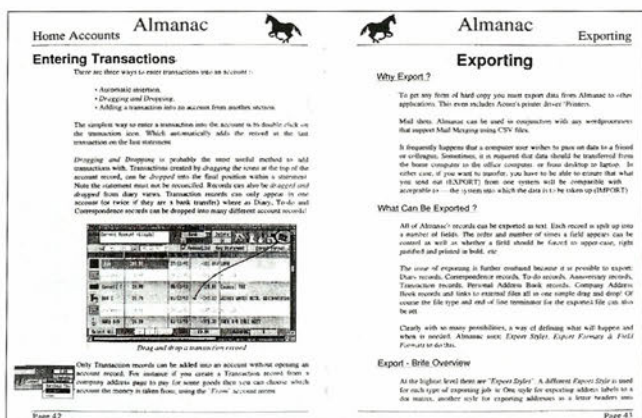 Home Accounts
Almanac
Entering Transactions
There are three ways to enter transactions into an account :-
• Automatic insertion.
• Dragging and Dropping.
• Adding a transaction into an account from another section.
The simplest way to enter a transaction into the account is to double click on
the transaction icon. Which automatically adds the record as the last
transaction on the last statement
Dragging and Dropping is probably the most useful method to add
transactions with. Transactions created by dragging the icons at the top of the
account record, can be dropped into the final position within a statement
Note the statement must not be reconciled. Records can also be dragged and
dropped from diary views. Transaction records can only appear in one
account (or twice if they are a bank transfer) where as Diary, To-do and
Correspondence records can be dropped into many different account records!
Drag and drop a transaction record
Only Transaction records can be added into an account without opening an
account record. For instance if you create a Transaction record from a
company address page to pay for some goods then you can choose which
account the money is taken from, using the 'From' account menu
Page 42
Almanac
Exporting
Exporting
Why Export ?
To get any form of hard copy you must export data from Almanac to other
applications. This even includes Acorn's printer driver !Printers.
Mail shots. Almanac can be used in conjunction with any wordprocessors
that support Mail Merging using CSV files.
It frequently happens that a computer user wishes to pass on data to a friend
or colleague. Sometimes, it is required that data should be transferred from
the home computer to the office computer, or from desktop to laptop. In
either case, if you want to transfer, you have to be able to ensure that what
you send out (EXPORT) from one system will be compatible with
acceptable to the system into which the data is to be taken up (IMPORT)
What Can Be Exported ?
All of Almanac's records can be exported as text. Each record is split up into
a number of fields. The order and number of times a field appears can be
control as well as whether a field should be forced to upper-case, right
justified and printed in bold, etc
The issue of exporting is further confused because it is possible to export:
Diary records, Correspondence records, To-do records, Anniversary records,
Transaction records, Personal Address Book records, Company Address
Book records and links to external files all in one simple drag and drop! Of
course the file type and end of line terminator for the exported file can also
be set
Clearly with so many possibilities, a way of defining what will happen and
when is needed. Almanac uses: Export Styles, Export Formats & Field
Formats to do this.
Export - Brife Overview
At the highest level there are "Export Styles". A different Export Style is used
for each type of exporting job ie One style for exporting address labels to a
dot matrix, another style for exporting addresses to a letter headers into
Page 43